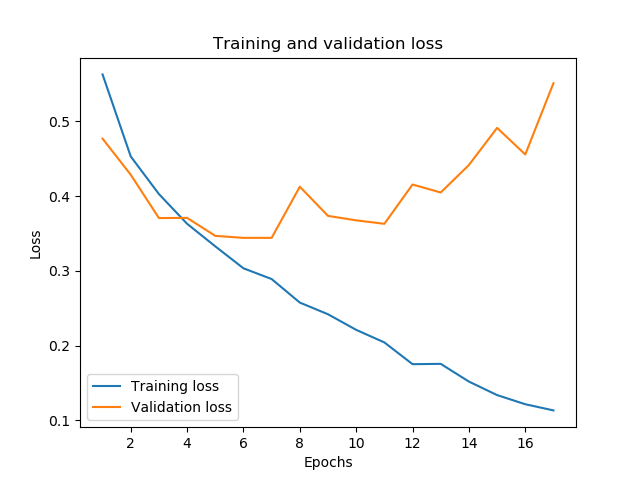 Training and validation loss
Loss
0.5
0.4
0.3
0.2
0.1
Training loss
Validation loss
2 4 6 8 10 12 14 16
Epochs